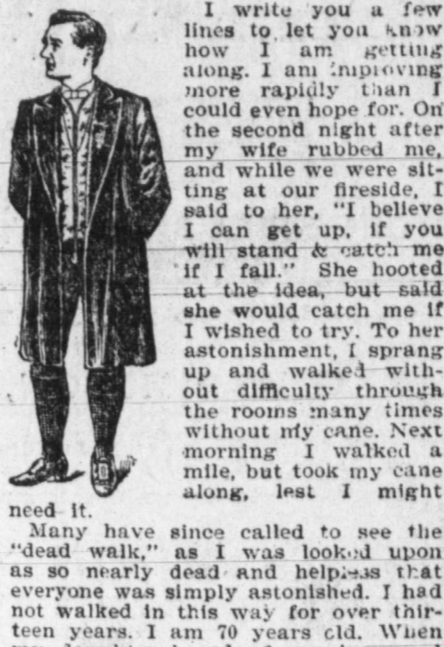 I write you a few
lines to let you know
how I am getting
along. I am improving
more rapidly than I
could even hope for. On
the second night after
my wife rubbed me,
and while we were sit-
ting at our fireside, I
said to her, "I believe
I can get up, if you
will stand & catch me
if I fall." She hooted
at the idea, but said
she would catch me if
I wished to try. To her
astonishment, I sprang
up and walked with-
out difficulty through
the rooms many times
without my cane. Next
morning I walked a
mile, but took my cane
along, lest I might
need it.
Many have since called to see the
"dead walk," as I was looked upon
as so nearly dead and helpless that
everyone was simply astonished. I had
not walked in this way for over thir-
teen years. I am 70 years old. When